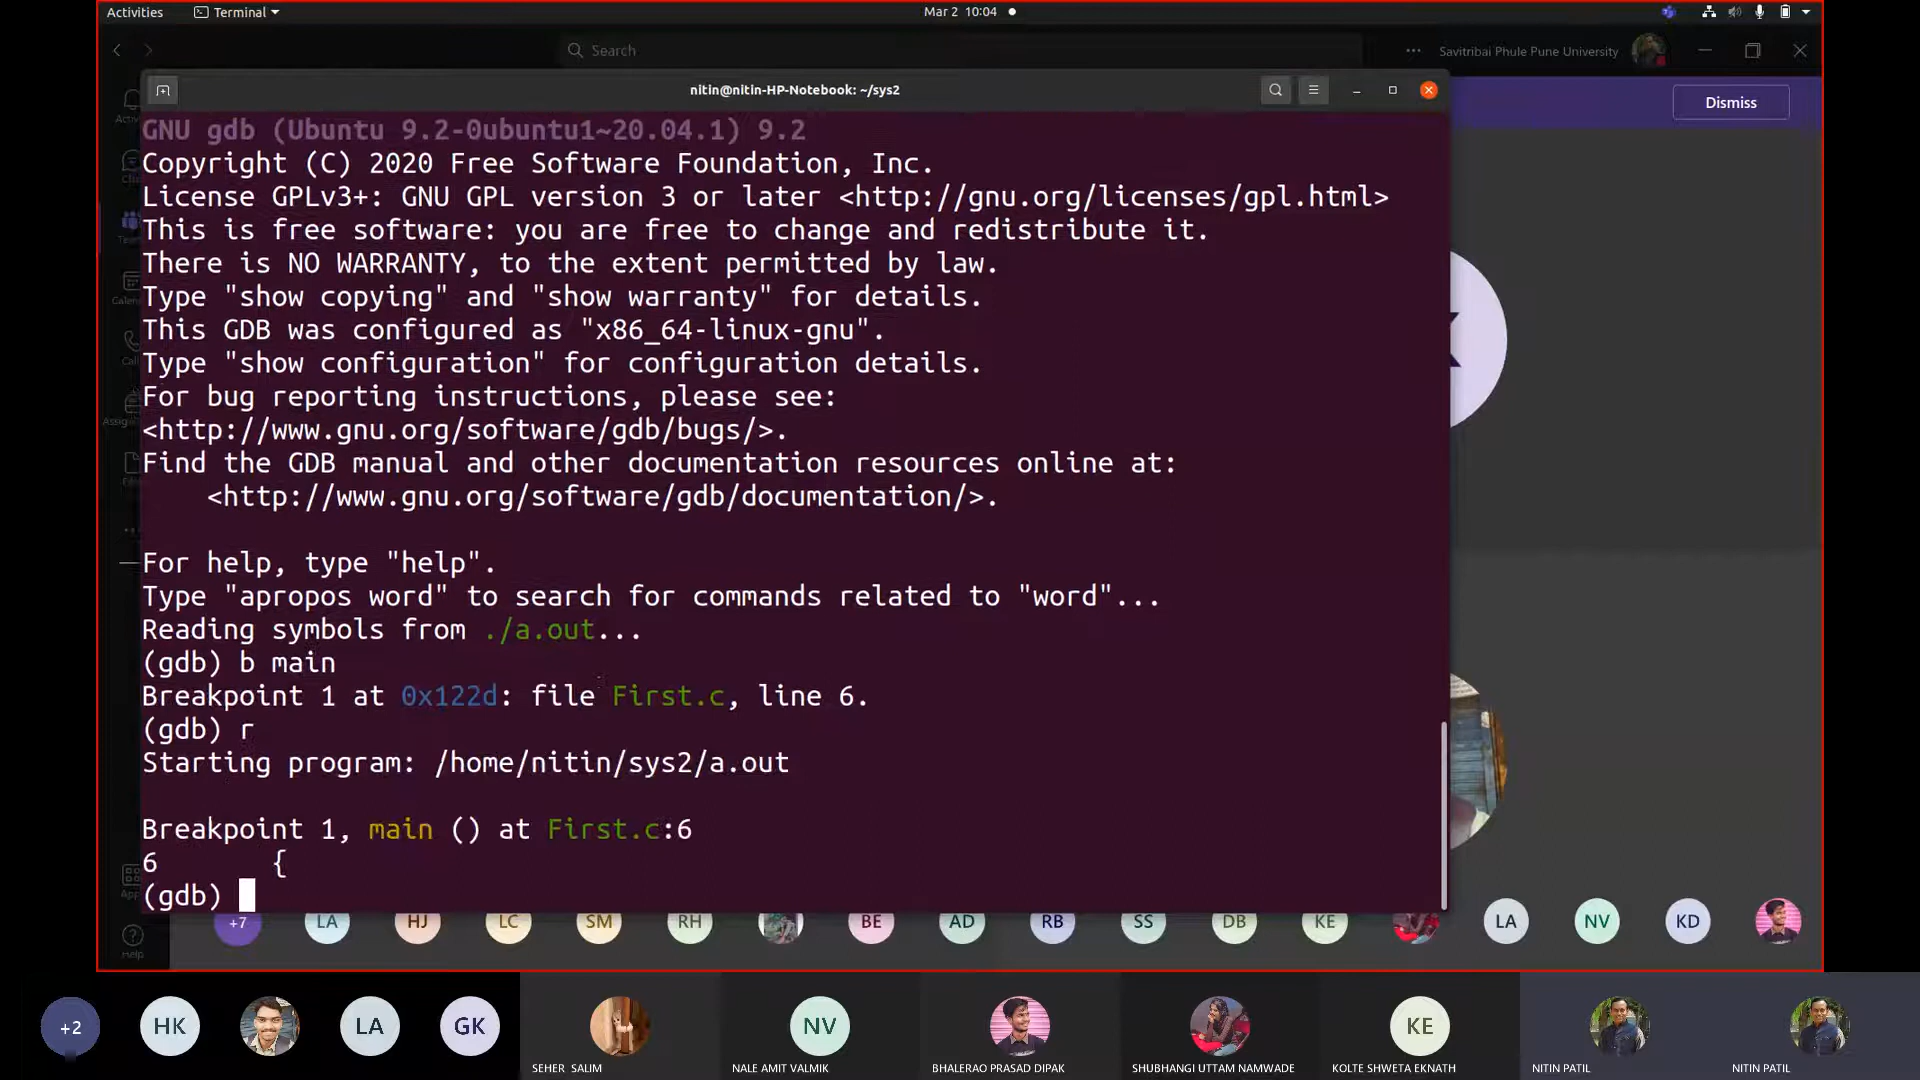 Activities
Terminal
Mar 2 10:04
Search
Savitribai Phule Pune University
nitin@nitin-HP-Notebook: ~/sys2
Dismiss
GNU gdb (Ubuntu 9.2-0ubuntu1~20.04.1) 9.2
Copyright (C) 2020 Free Software Foundation, Inc.
License GPLv3+: GNU GPL version 3 or later <http://gnu.org/licenses/gpl.html>
This is free software: you are free to change and redistribute it.
There is NO WARRANTY, to the extent permitted by law.
Type "show copying" and "show warranty" for details.
This GDB was configured as "x86_64-linux-gnu".
Type "show configuration" for configuration details.
For bug reporting instructions, please see:
<http://www.gnu.org/software/gdb/bugs/>.
Find the GDB manual and other documentation resources online at:
<http://www.gnu.org/software/gdb/documentation/>.
For help, type "help".
Type "apropos word" to search for commands related to "word"...
Reading symbols from ./a.out...
(gdb) b main
Breakpoint 1 at 0x122d: file First.c, line 6.
(gdb) r
Starting program: /home/nitin/sys2/a.out
Breakpoint 1, main () at First.c:6
6 {
(gdb)
Help
+7 LA HJ LC SM RH BE AD RB SS DB KE LA NV KD
+2 HK LA GK NV KE
SEHER SALIM
NALE AMIT VALMIK
BHALERAO PRASAD DIPAK
SHUBHANGI UTTAM NAMWADE
KOLTE SHWETA EKNATH
NITIN PATIL
NITIN PATIL